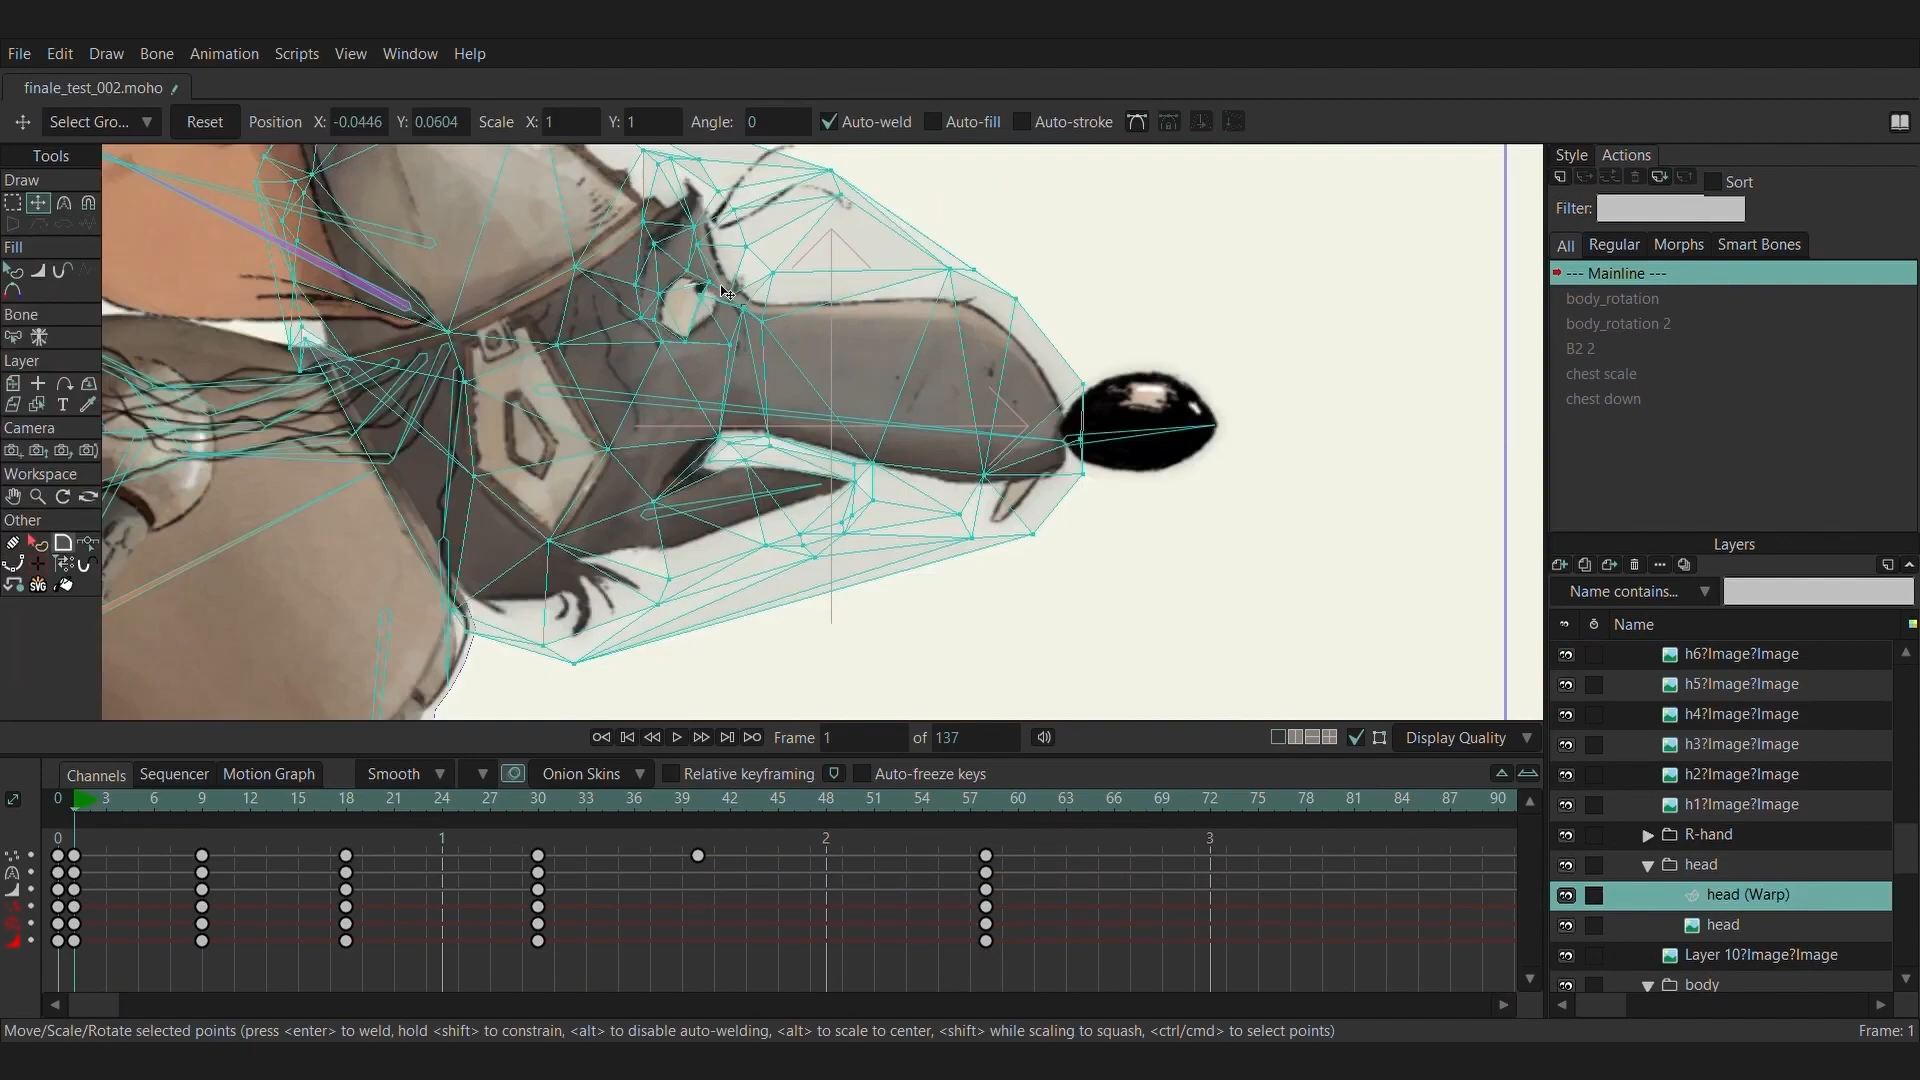 File Edit Draw Bone Animation Scripts View Window Help
finale_test_002.moho
Select Gro... Reset Position X: -0.0446 Y: 0.0604 Scale X: 1 Y: 1 Angle: 0 Auto-weld Auto-fill Auto-stroke
Tools
Draw
Fill
Bone
Layer
T
Camera
Workspace
Other
SVG
Style Actions
Sort
Filter:
All Regular Morphs Smart Bones
--- Mainline ---
body_rotation
body_rotation 2
B2 2
chest scale
chest down
Layers
Name contains...
Name
h6?Image?Image
h5?Image?Image
h4?Image?Image
h3?Image?Image
h2?Image?Image
h1?Image?Image
R-hand
head
head (Warp)
head
Layer 10?Image?Image
body
Frame 1 of 137 Display Quality
Channels Sequencer Motion Graph Smooth Onion Skins Relative keyframing Auto-freeze keys
0 3 6 9 12 15 18 21 24 27 30 33 36 39 42 45 48 51 54 57 60 63 66 69 72 75 78 81 84 87 90
0 1 2 3
Move/Scale/Rotate selected points (press <enter> to weld, hold <shift> to constrain, <alt> to disable auto-welding, <alt> to scale to center, <shift> while scaling to squash, <ctrl/cmd> to select points) Frame: 1